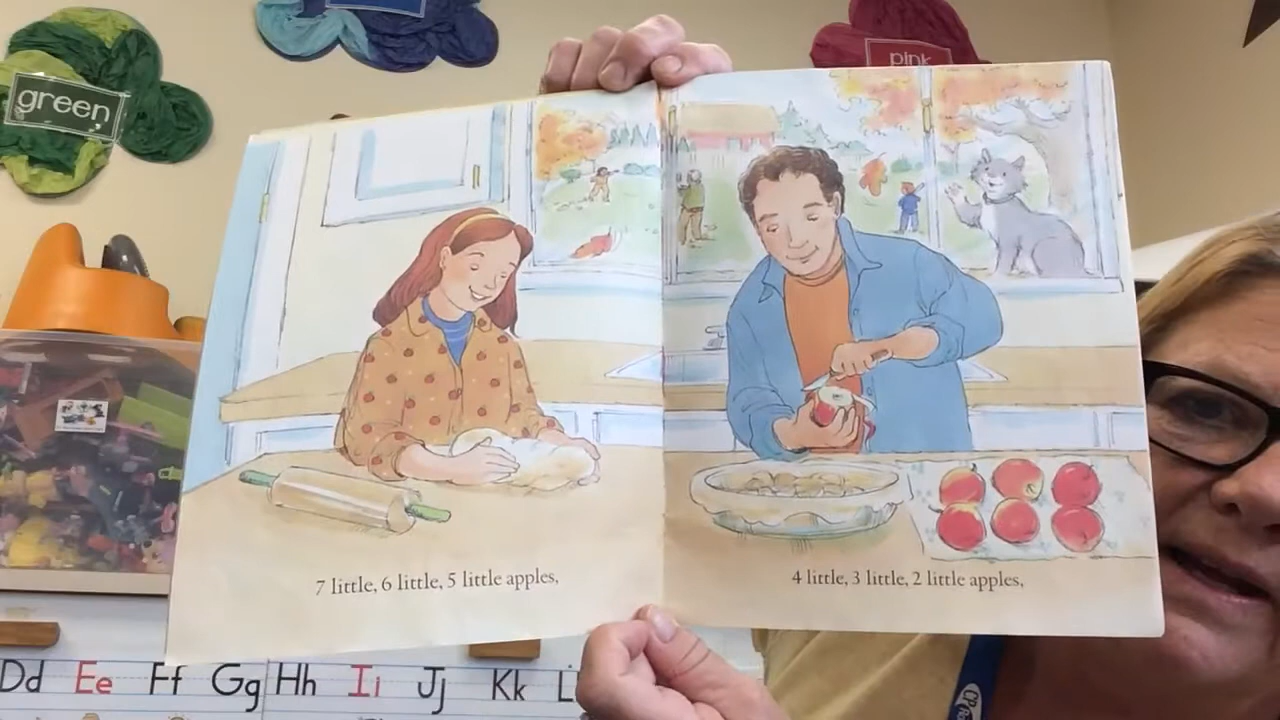 green
pink
7 little, 6 little, 5 little apples,
4 little, 3 little, 2 little apples,
Dd Ee Ff Gg Hh Ii Jj Kk L